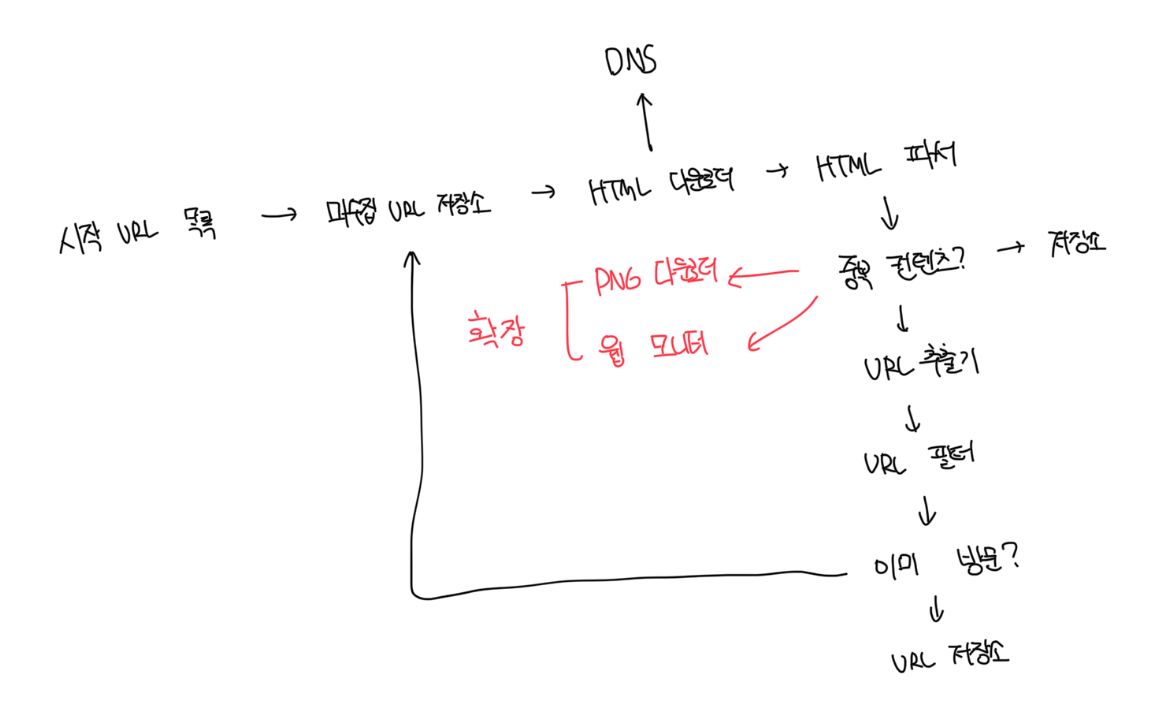 DNS
시작 URL 목록 → 미수집 URL 저장소 → HTML 다운로더 → HTML 파서
중복 컨텐츠? → 저장소
PNG 다운로더
확장
웹 모니터
URL 추출기
URL 필터
이미 방문?
URL 저장소